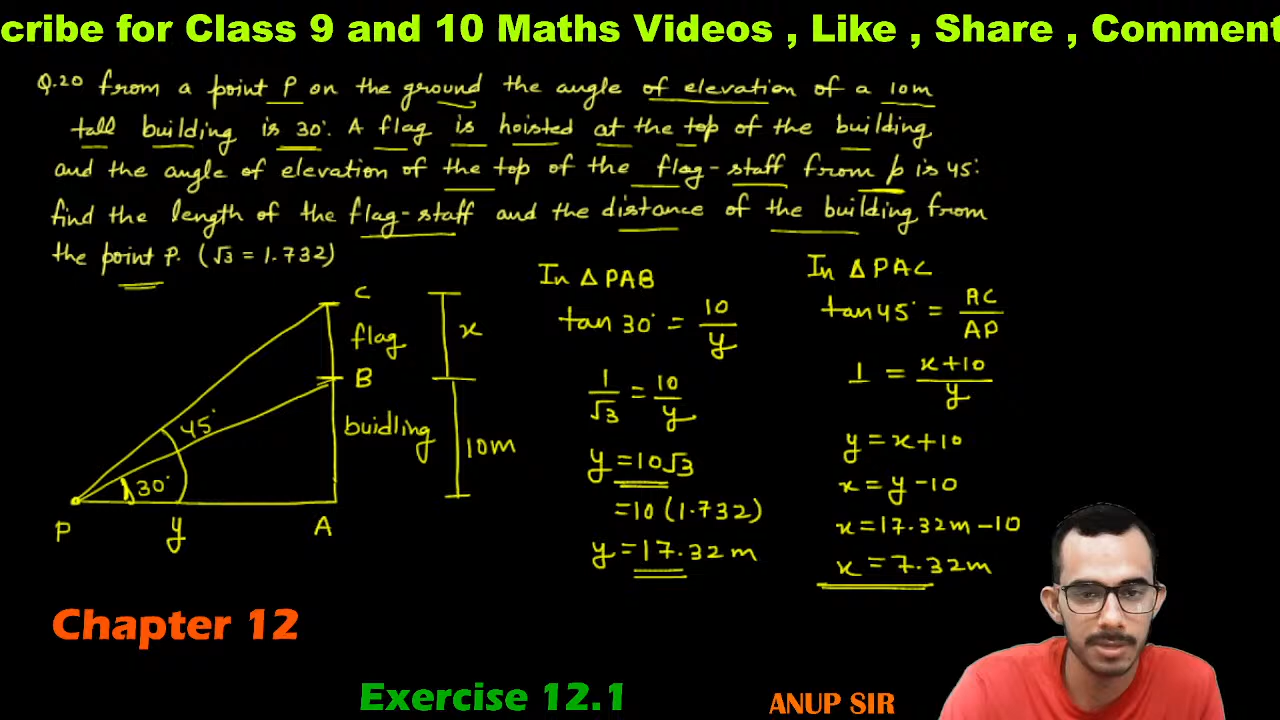 cribe for Class 9 and 10 Maths Videos , Like , Share , Comment
Q.20 from a point P on the ground the angle of elevation of a 10m
tall building is 30°. A flag is hoisted at the top of the building
and the angle of elevation of the top of the flag-staff from p is 45°.
find the length of the flag-staff and the distance of the building from
the point P. (√3 = 1.732)
C
flag
x
B
45°
buidling
10m
30°
P
y
A
In △PAB
tan 30° = 10/y
1/√3 = 10/y
y = 10√3
= 10 (1.732)
y = 17.32 m
In △PAC
tan 45° = AC/AP
1 = x+10/y
y = x+10
x = y -10
x = 17.32m -10
x = 7.32m
Chapter 12
Exercise 12.1
ANUP SIR